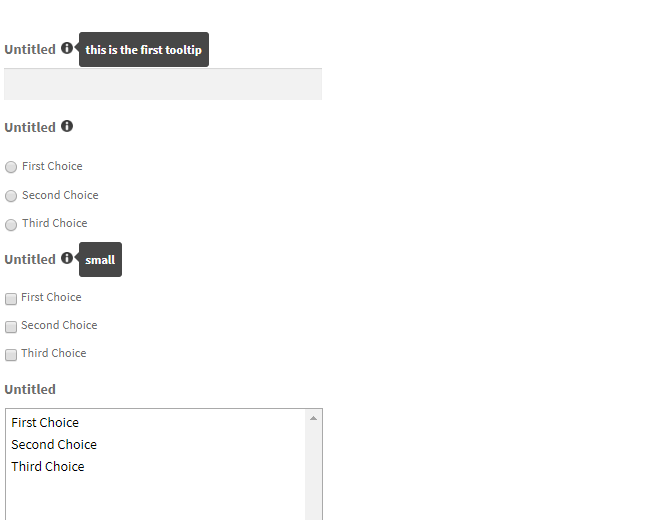 Untitled this is the first tooltip
Untitled
First Choice
Second Choice
Third Choice
Untitled small
First Choice
Second Choice
Third Choice
Untitled
First Choice
Second Choice
Third Choice